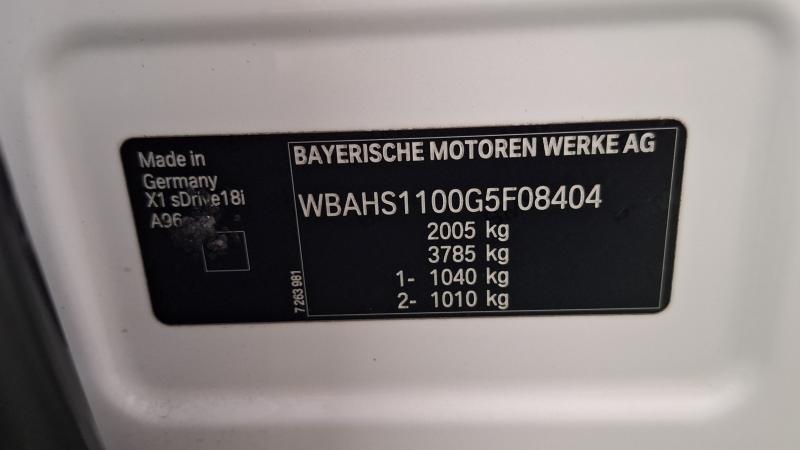 Made in
Germany
X1 sDrive18i
A96
BAYERISCHE MOTOREN WERKE AG
WBAHS1100G5F08404
2005 kg
3785 kg
1- 1040 kg
2- 1010 kg
7 263 981